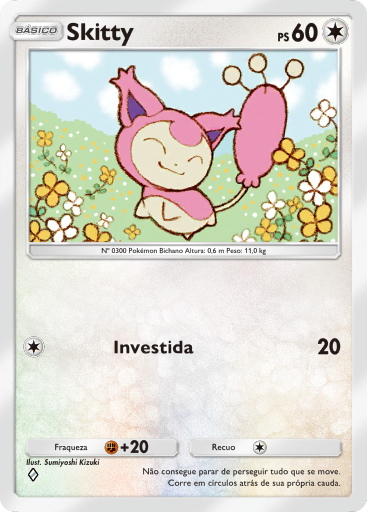 BÁSICO Skitty PS 60
Nº 0300 Pokémon Bichano Altura: 0,6 m Peso: 11,0 kg
Investida 20
Fraqueza +20 Recuo
Ilust. Sumiyoshi Kizuki
Não consegue parar de perseguir tudo que se move.
Corre em círculos atrás de sua própria cauda.